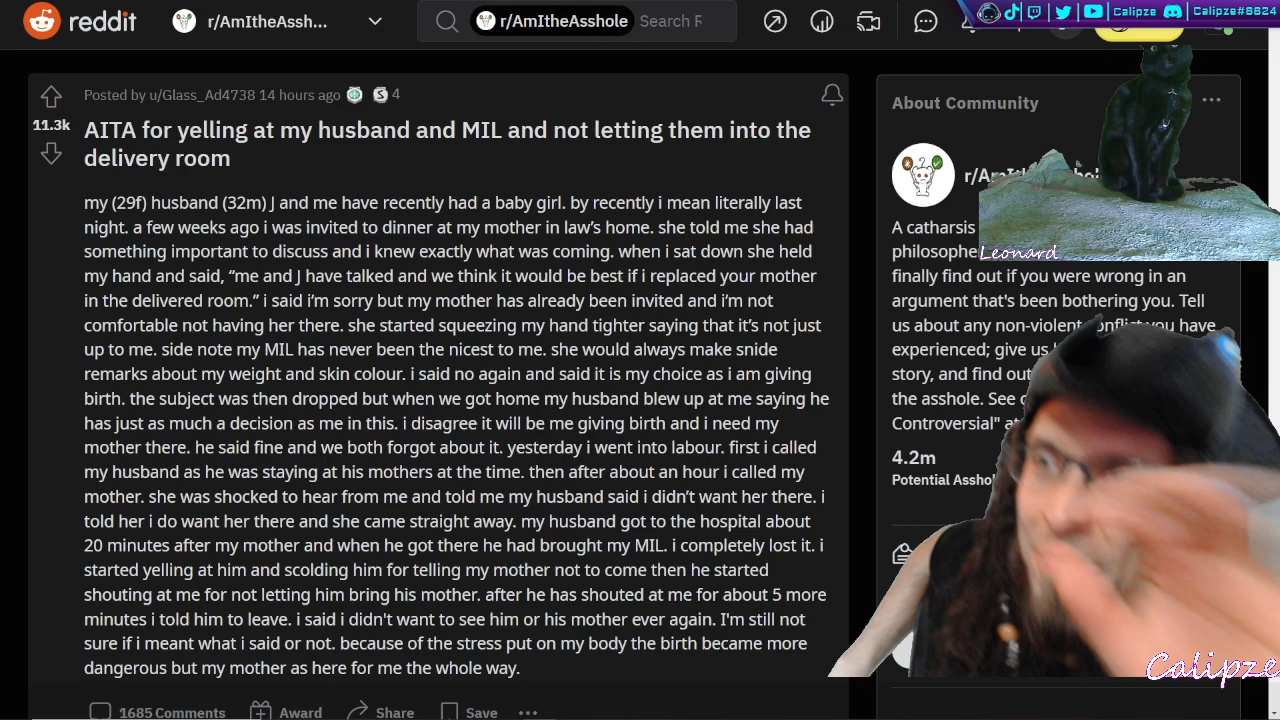 reddit
r/AmItheAssh...
r/AmItheAsshole
Search F
Calipze
Calipze#8824
Posted by u/Glass_Ad4738 14 hours ago
4
11.3k
AITA for yelling at my husband and MIL and not letting them into the
delivery room
my (29f) husband (32m) J and me have recently had a baby girl. by recently i mean literally last
night. a few weeks ago i was invited to dinner at my mother in law’s home. she told me she had
something important to discuss and i knew exactly what was coming. when i sat down she held
my hand and said, “me and J have talked and we think it would be best if i replaced your mother
in the delivered room.” i said i’m sorry but my mother has already been invited and i’m not
comfortable not having her there. she started squeezing my hand tighter saying that it’s not just
up to me. side note my MIL has never been the nicest to me. she would always make snide
remarks about my weight and skin colour. i said no again and said it is my choice as i am giving
birth. the subject was then dropped but when we got home my husband blew up at me saying he
has just as much a decision as me in this. i disagree it will be me giving birth and i need my
mother there. he said fine and we both forgot about it. yesterday i went into labour. first i called
my husband as he was staying at his mothers at the time. then after about an hour i called my
mother. she was shocked to hear from me and told me my husband said i didn’t want her there. i
told her i do want her there and she came straight away. my husband got to the hospital about
20 minutes after my mother and when he got there he had brought my MIL. i completely lost it. i
started yelling at him and scolding him for telling my mother not to come then he started
shouting at me for not letting him bring his mother. after he has shouted at me for about 5 more
minutes i told him to leave. i said i didn't want to see him or his mother ever again. I'm still not
sure if i meant what i said or not. because of the stress put on my body the birth became more
dangerous but my mother as here for me the whole way.
1685 Comments
Award
Share
Save
About Community
r/AmItheAsshole
A catharsis
philosophe
Leonard
finally find out if you were wrong in an
argument that's been bothering you. Tell
us about any non-violent conflict you have
experienced; give us
story, and find out
the asshole. See
Controversial" at
4.2m
Potential Assho
Calipze